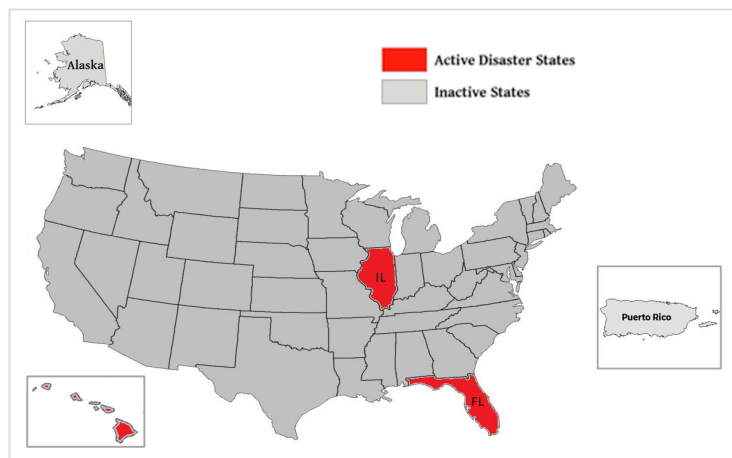 Alaska
Active Disaster States
Inactive States
IL
Puerto Rico
FL